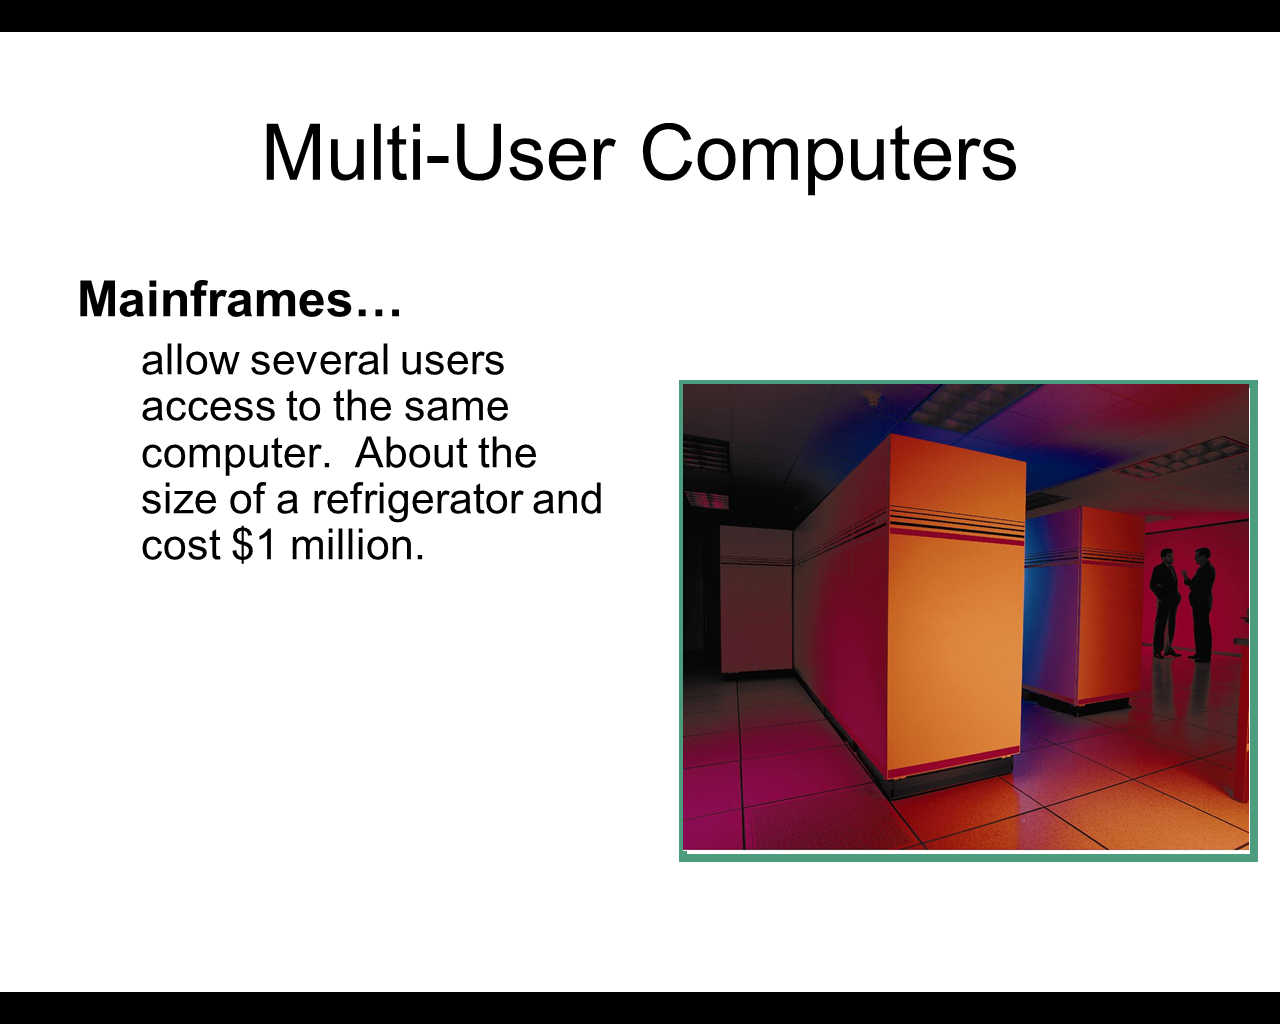 Multi-User Computers
Mainframes…
allow several users
access to the same
computer.  About the
size of a refrigerator and
cost $1 million.